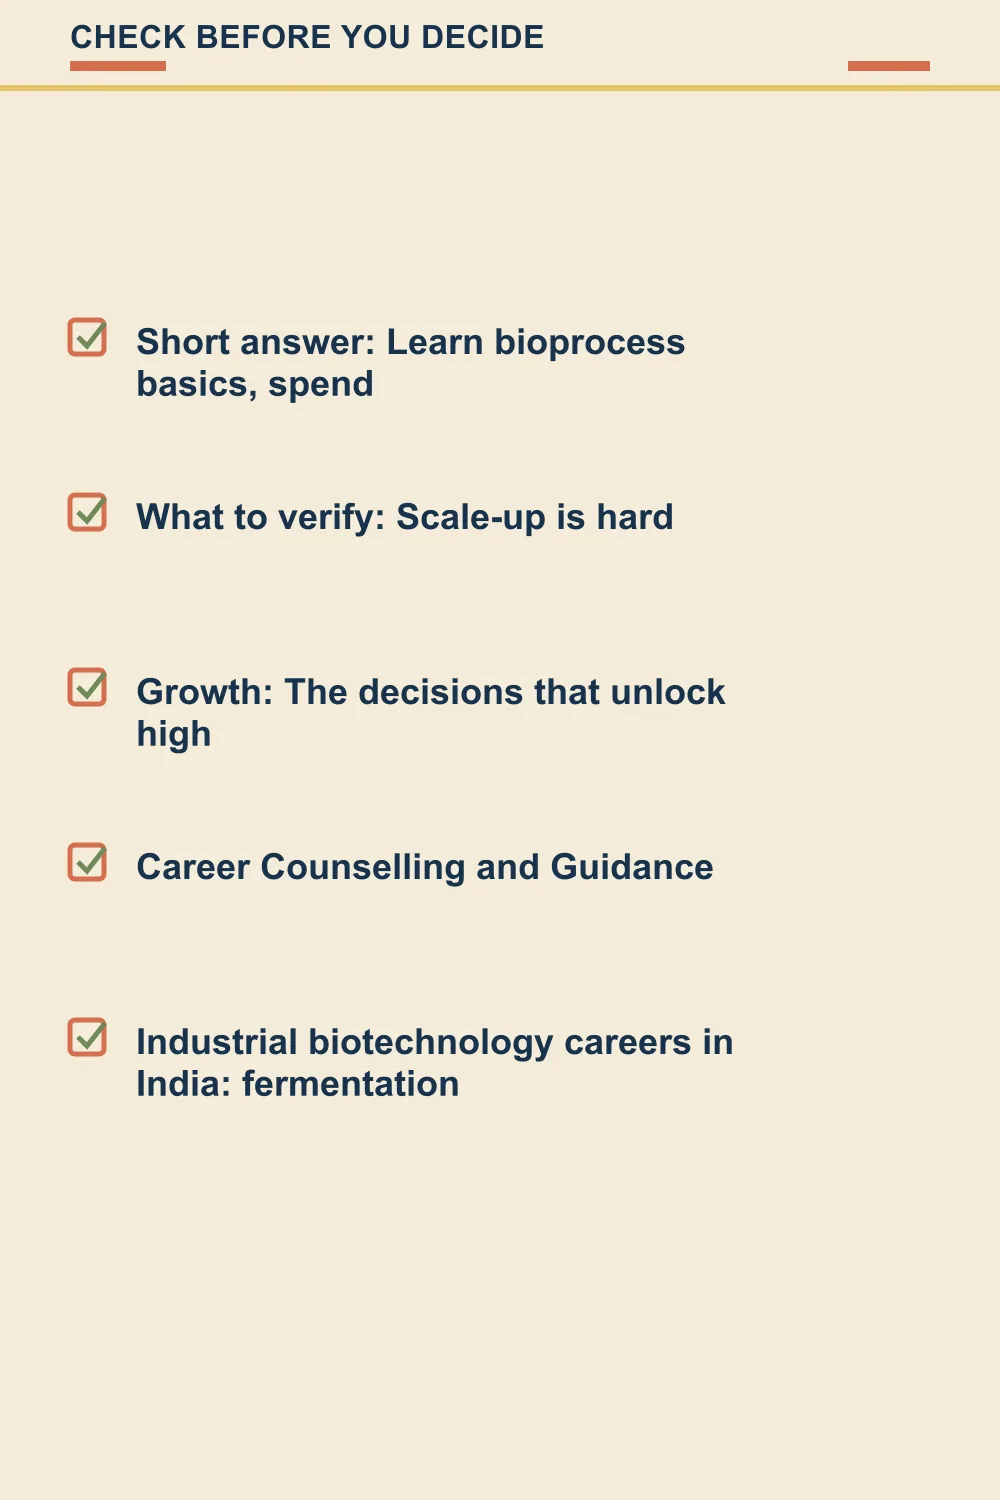 CHECK BEFORE YOU DECIDE
Short answer: Learn bioprocess
basics, spend
What to verify: Scale-up is hard
Growth: The decisions that unlock
high
Career Counselling and Guidance
Industrial biotechnology careers in
India: fermentation